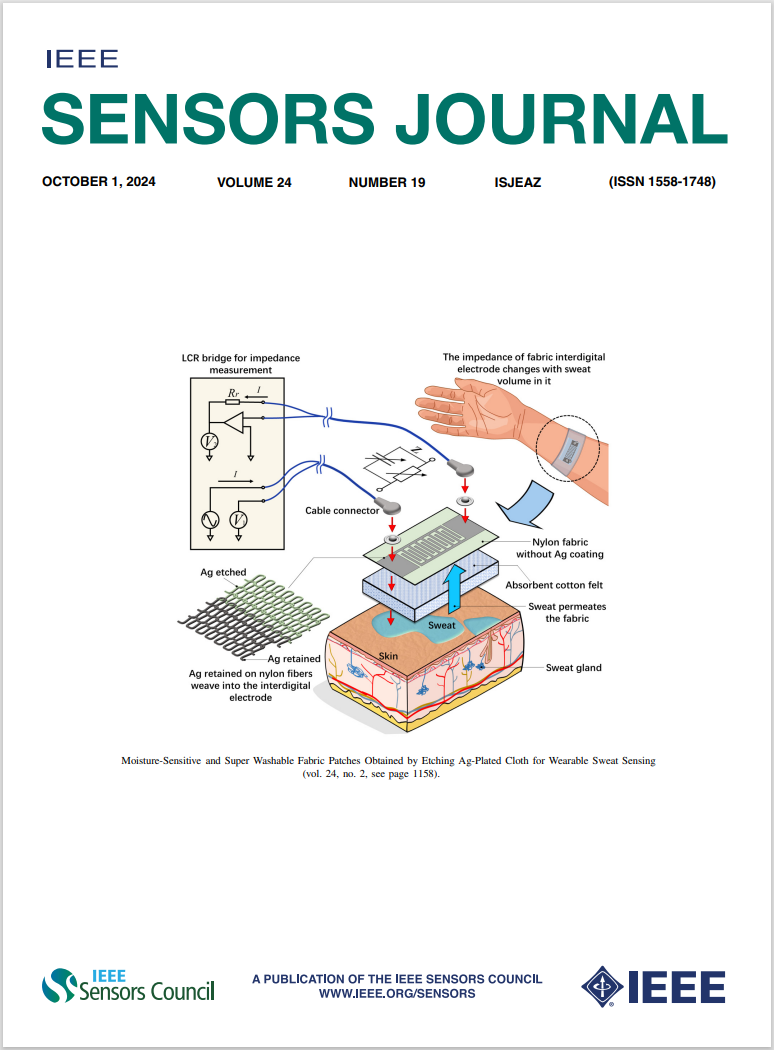 IEEE
SENSORS JOURNAL
OCTOBER 1, 2024 VOLUME 24 NUMBER 19 ISJEAZ (ISSN 1558-1748)
LCR bridge for impedance
measurement
The impedance of fabric interdigital
electrode changes with sweat
volume in it
Rr I
V
I
V
Z
Cable connector
Nylon fabric
without Ag coating
Ag etched
Absorbent cotton felt
Sweat permeates
the fabric
Sweat
Skin
Ag retained
Sweat gland
Ag retained on nylon fibers
weave into the interdigital
electrode
Moisture-Sensitive and Super Washable Fabric Patches Obtained by Etching Ag-Plated Cloth for Wearable Sweat Sensing
(vol. 24, no. 2, see page 1158).
IEEE
Sensors Council
A PUBLICATION OF THE IEEE SENSORS COUNCIL
WWW.IEEE.ORG/SENSORS
IEEE